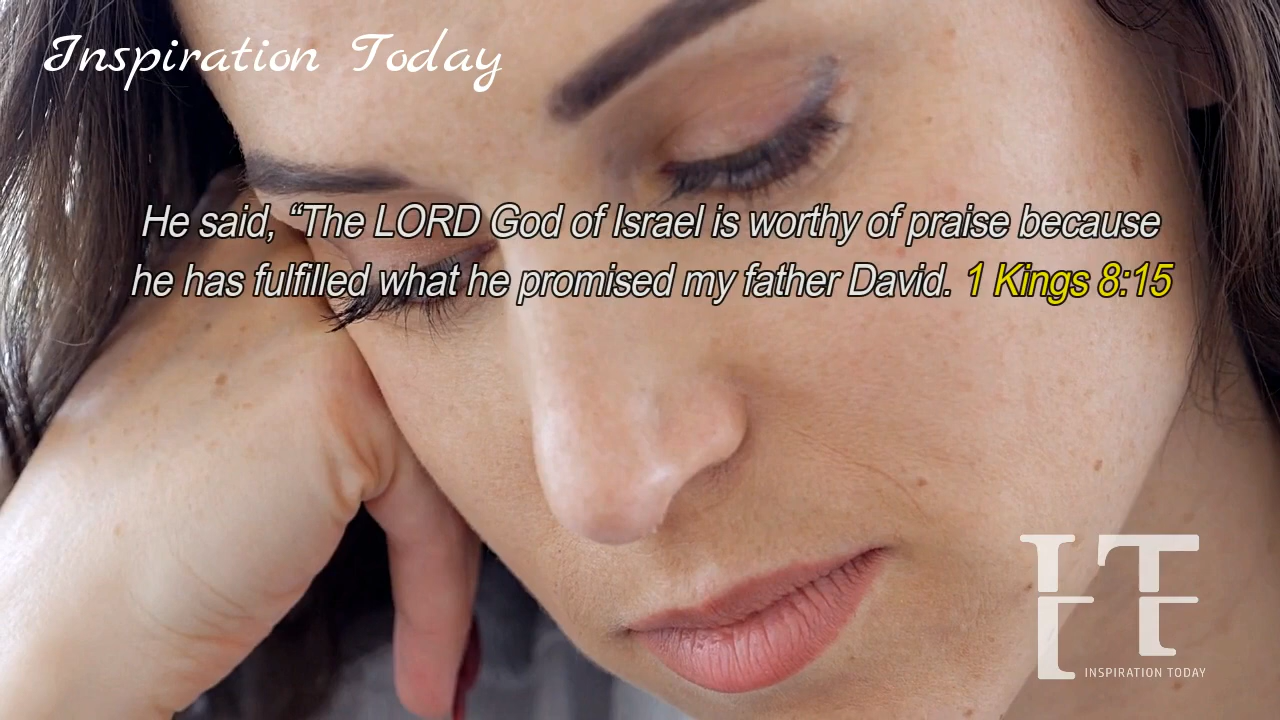 Inspiration Today
He said, “The LORD God of Israel is worthy of praise because
he has fulfilled what he promised my father David. 1 Kings 8:15
INSPIRATION TODAY